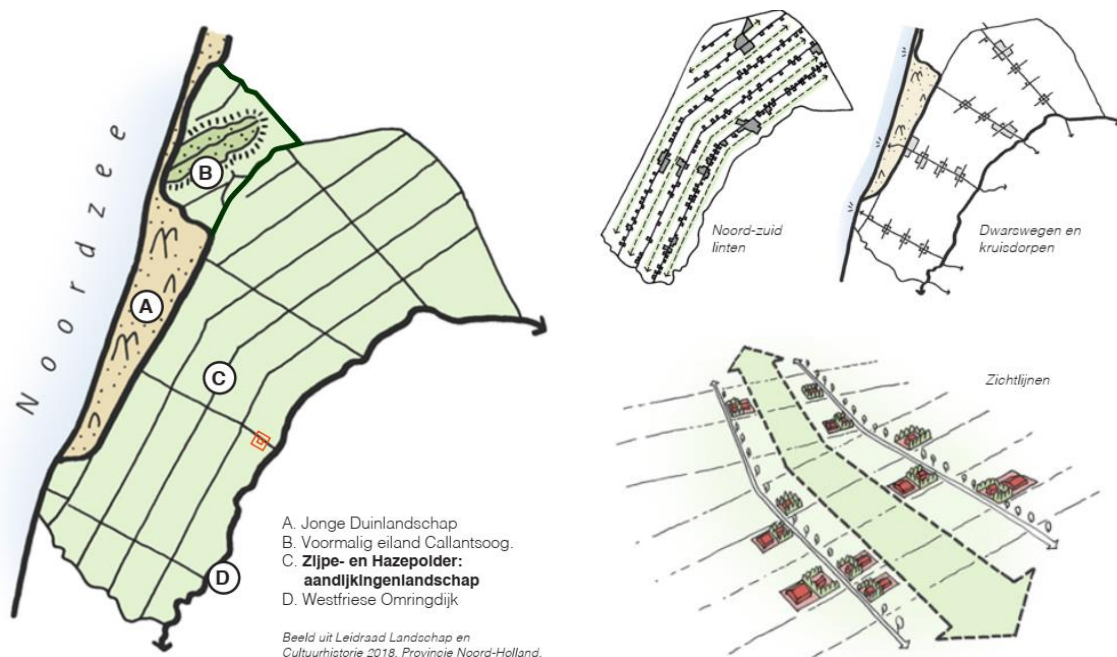 Noordzee
A
B
C
D
A. Jonge Duinlandschap
B. Voormalig eiland Callantsoog.
C. Zijpe- en Hazepolder:
aandijkingenlandschap
D. Westfriese Omringdijk
Beeld uit Leidraad Landschap en
Cultuurhistorie 2018. Provincie Noord-Holland.
Noord-zuid
linten
Dwarswegen en
kruisdorpen
Zichtlijnen